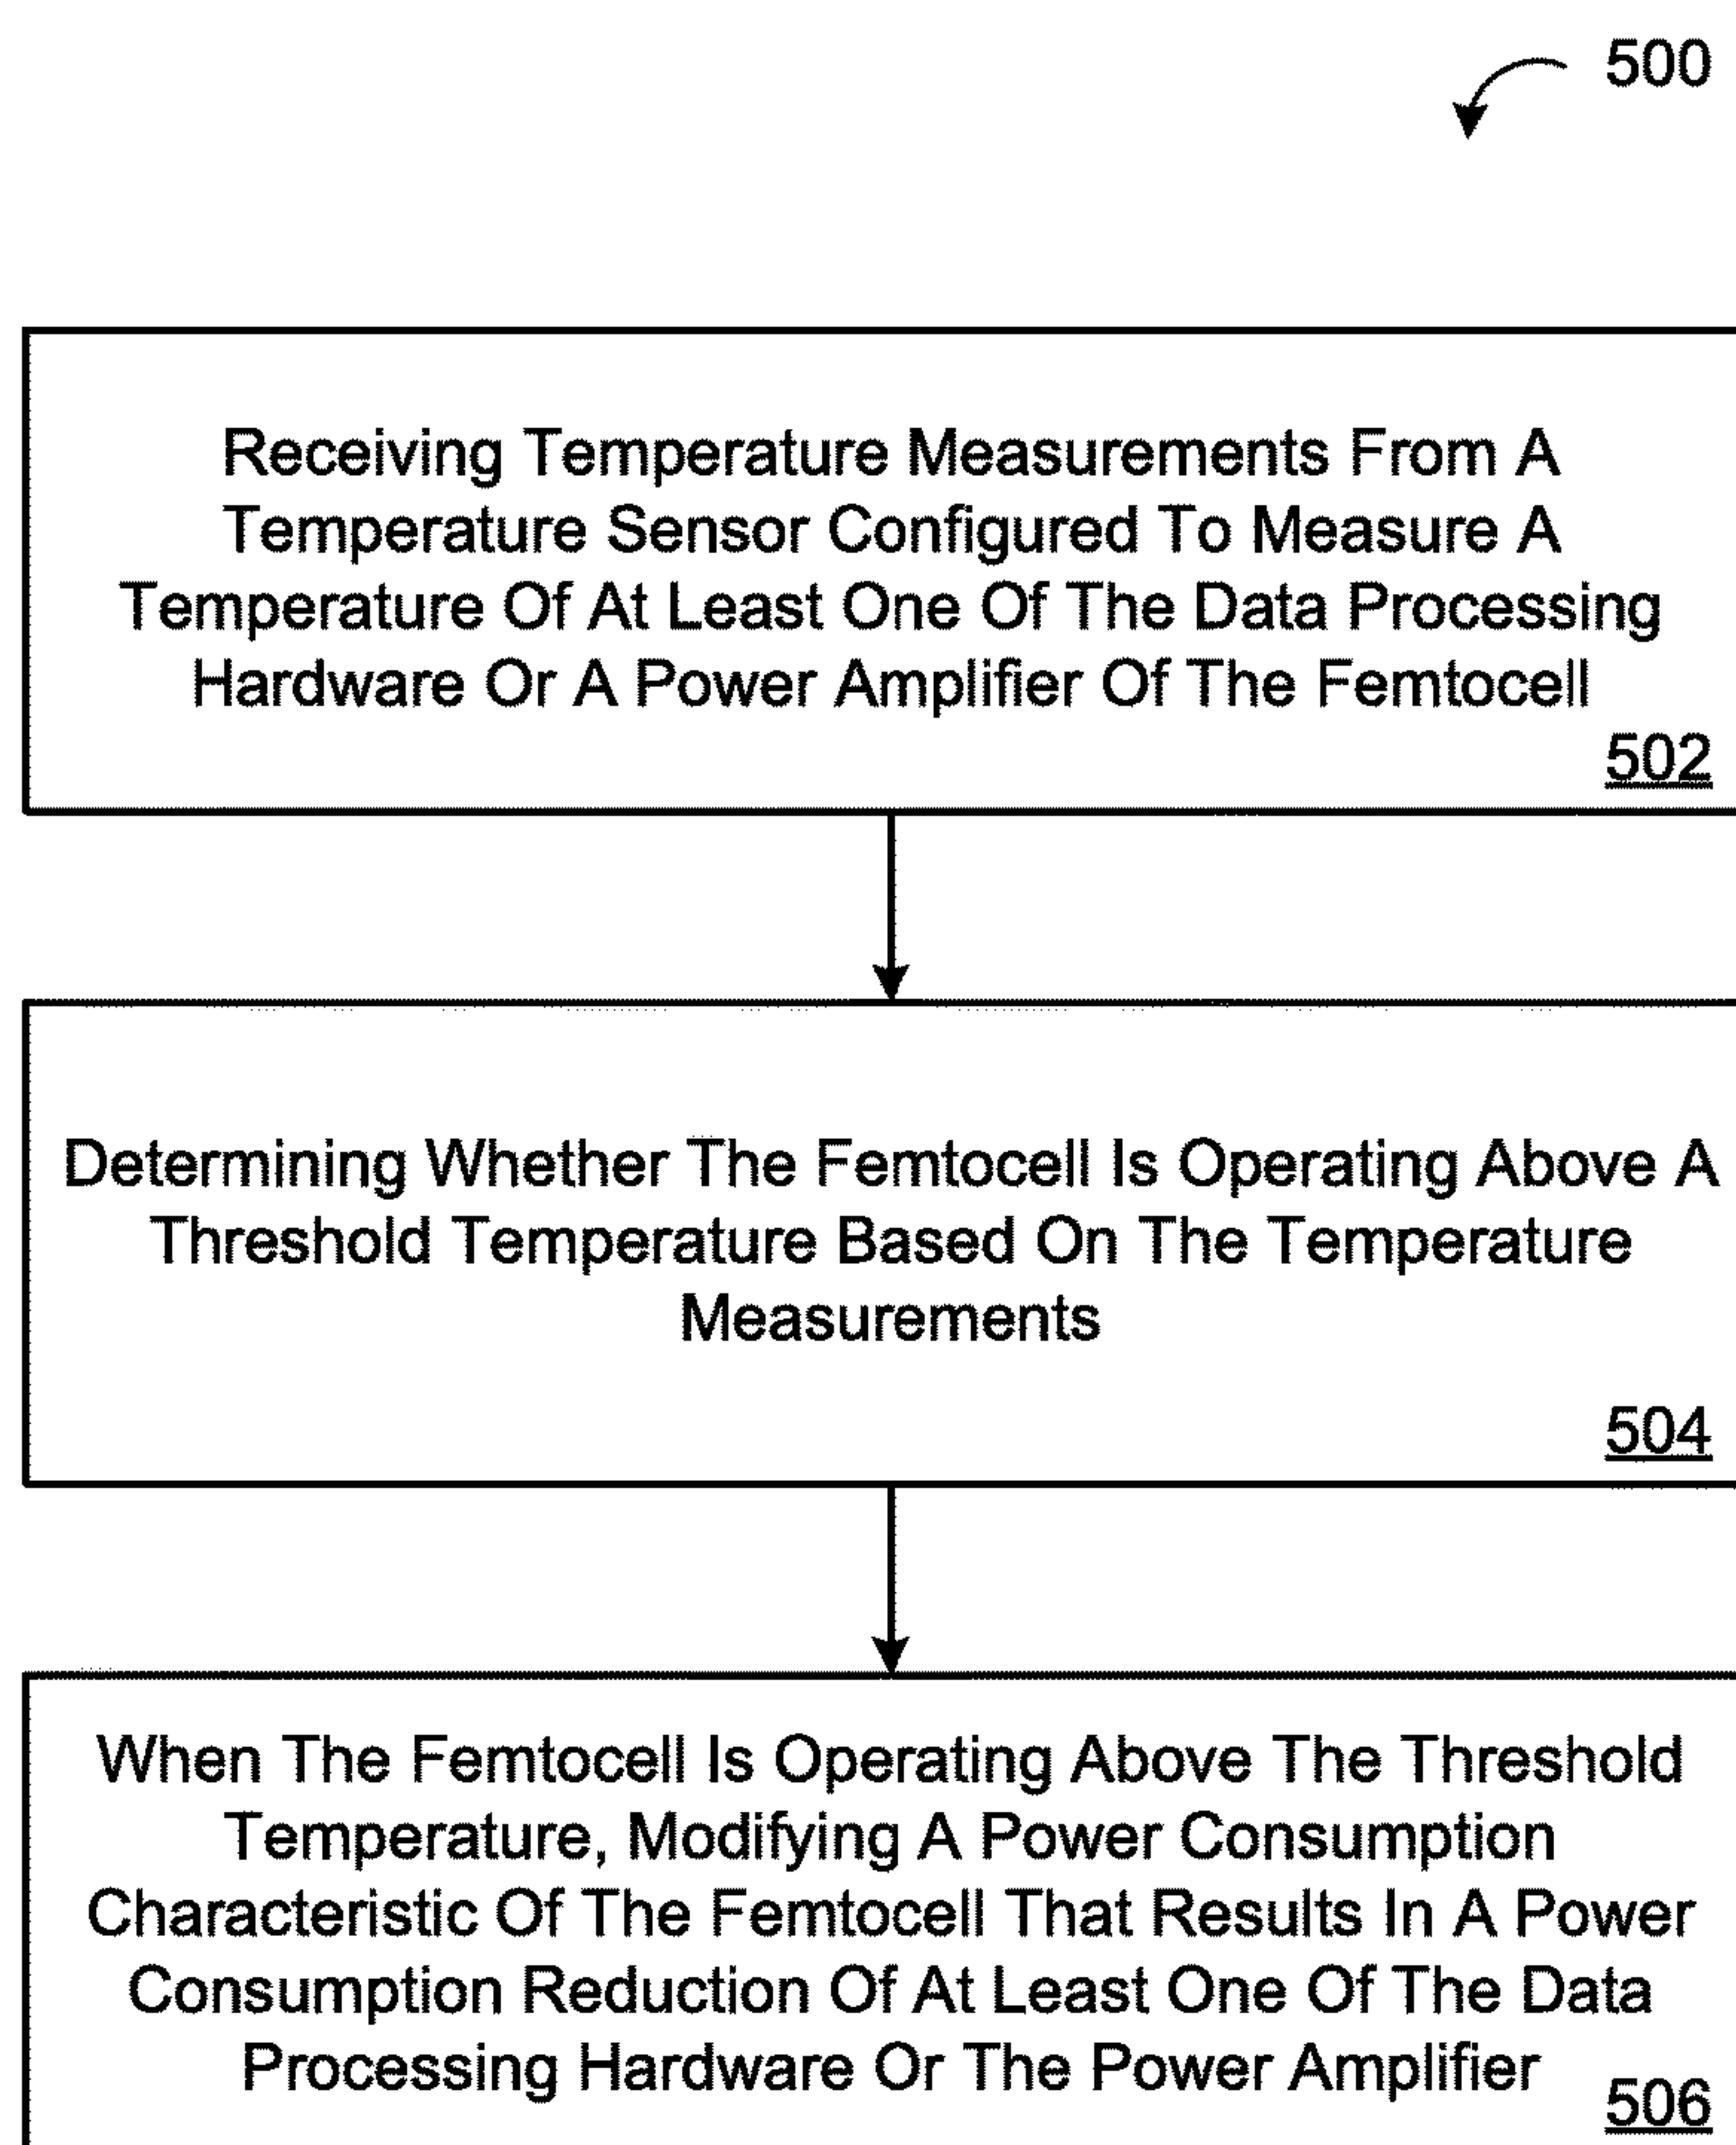 500
Receiving Temperature Measurements From A
Temperature Sensor Configured To Measure A
Temperature Of At Least One Of The Data Processing
Hardware Or A Power Amplifier Of The Femtocell
502
Determining Whether The Femtocell Is Operating Above A
Threshold Temperature Based On The Temperature
Measurements
504
When The Femtocell Is Operating Above The Threshold
Temperature, Modifying A Power Consumption
Characteristic Of The Femtocell That Results In A Power
Consumption Reduction Of At Least One Of The Data
Processing Hardware Or The Power Amplifier
506